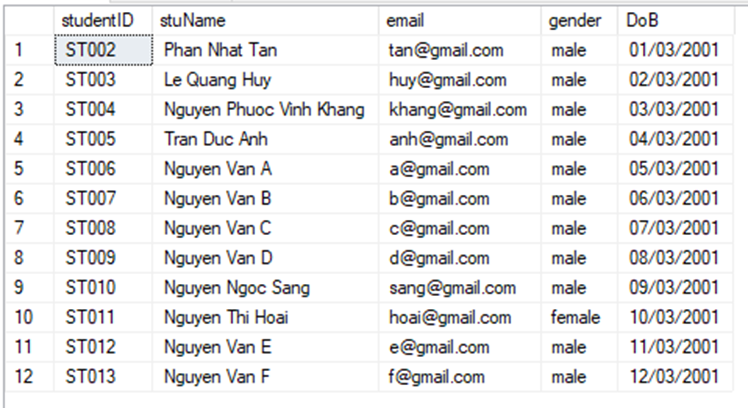 studentID stuName email gender DoB
1 ST002 Phan Nhat Tan tan@gmail.com male 01/03/2001
2 ST003 Le Quang Huy huy@gmail.com male 02/03/2001
3 ST004 Nguyen Phuoc Vinh Khang khang@gmail.com male 03/03/2001
4 ST005 Tran Duc Anh anh@gmail.com male 04/03/2001
5 ST006 Nguyen Van A a@gmail.com male 05/03/2001
6 ST007 Nguyen Van B b@gmail.com male 06/03/2001
7 ST008 Nguyen Van C c@gmail.com male 07/03/2001
8 ST009 Nguyen Van D d@gmail.com male 08/03/2001
9 ST010 Nguyen Ngoc Sang sang@gmail.com male 09/03/2001
10 ST011 Nguyen Thi Hoai hoai@gmail.com female 10/03/2001
11 ST012 Nguyen Van E e@gmail.com male 11/03/2001
12 ST013 Nguyen Van F f@gmail.com male 12/03/2001